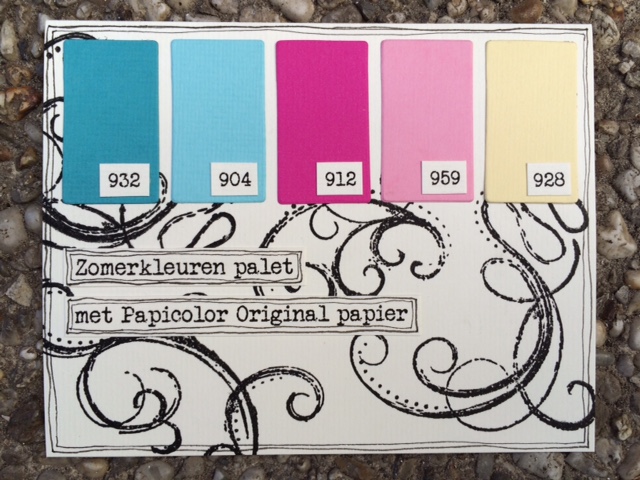 932 904 912 959 928
Zomerkleuren palet
met Papicolor Original papier